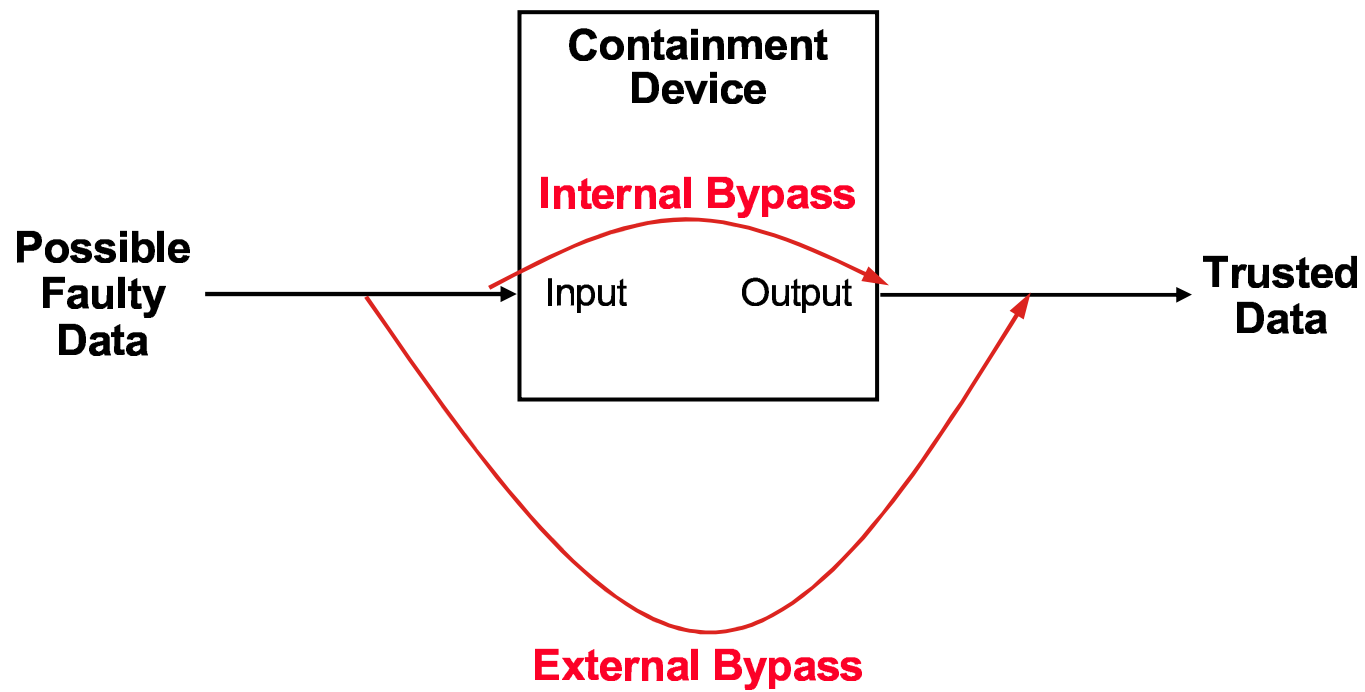 Containment
Device
Internal Bypass
Possible
Faulty
Data
Input
Output
Trusted
Data
External Bypass